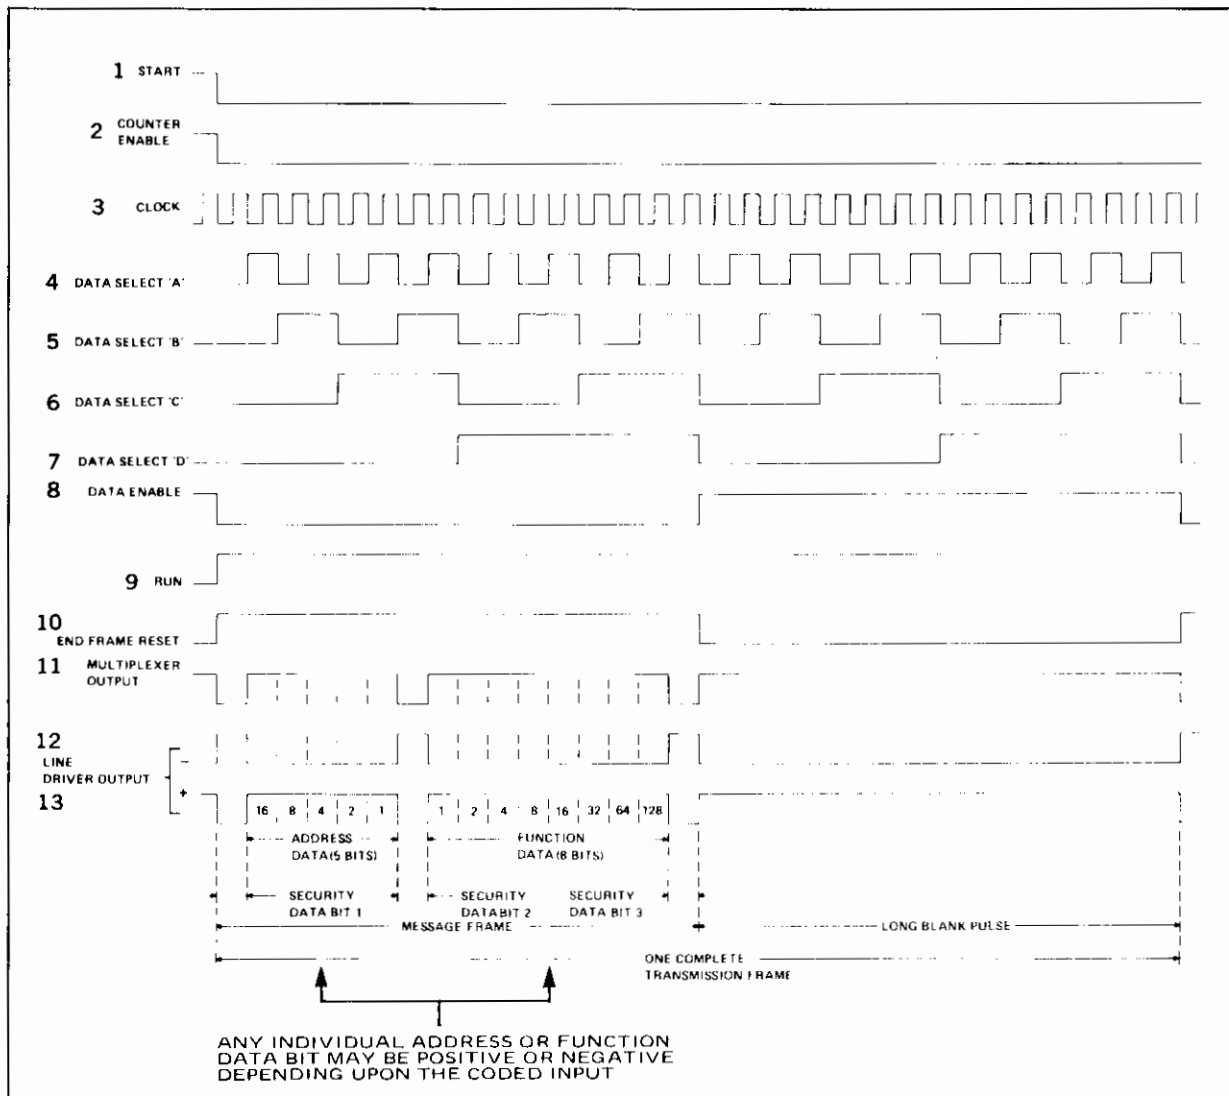 1 START
2 COUNTER
ENABLE
3 CLOCK
4 DATA SELECT 'A'
5 DATA SELECT 'B'
6 DATA SELECT 'C'
7 DATA SELECT 'D'
8 DATA ENABLE
9 RUN
10
END FRAME RESET
11 MULTIPLEXER
OUTPUT
12
LINE
DRIVER OUTPUT
−
+
13
16 8 4 2 1 1 2 4 8 16 32 64 128
ADDRESS
DATA(5 BITS)
FUNCTION
DATA(8 BITS)
SECURITY
DATA BIT 1
SECURITY
DATABIT 2
SECURITY
DATA BIT 3
MESSAGE FRAME
LONG BLANK PULSE
ONE COMPLETE
TRANSMISSION FRAME
ANY INDIVIDUAL ADDRESS OR FUNCTION
DATA BIT MAY BE POSITIVE OR NEGATIVE
DEPENDING UPON THE CODED INPUT